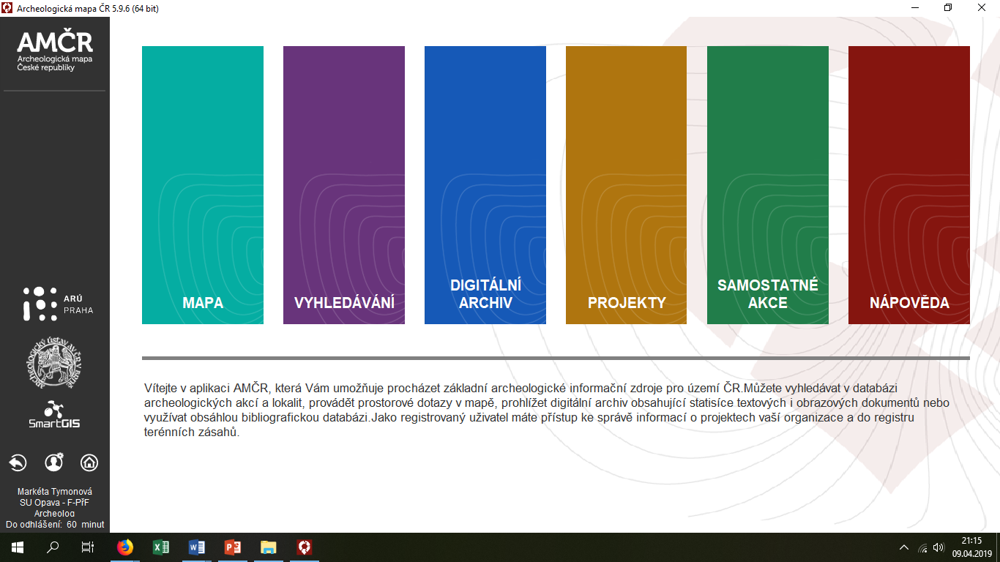 Archeologická mapa ČR 5.9.6 (64 bit)
AMČR
Archeologická mapa
České republiky
MAPA
VYHLEDÁVÁNÍ
DIGITÁLNÍ
ARCHIV
PROJEKTY
SAMOSTATNÉ
AKCE
NÁPOVĚDA
Vítejte v aplikaci AMČR, která Vám umožňuje procházet základní archeologické informační zdroje pro území ČR.Můžete vyhledávat v databázi
archeologických akcí a lokalit, provádět prostorové dotazy v mapě, prohlížet digitální archiv obsahující statisíce textových i obrazových dokumentů nebo
využívat obsáhlou bibliografickou databázi.Jako registrovaný uživatel máte přístup ke správě informací o projektech vaší organizace a do registru
terénních zásahů.
ARÚ
PRAHA
Archeologický ústav AV ČR v Brně
SmartGIS
Markéta Tymonová
SU Opava - F-PřF
Archeolog
Do odhlášení: 60 minut
21:15
09.04.2019